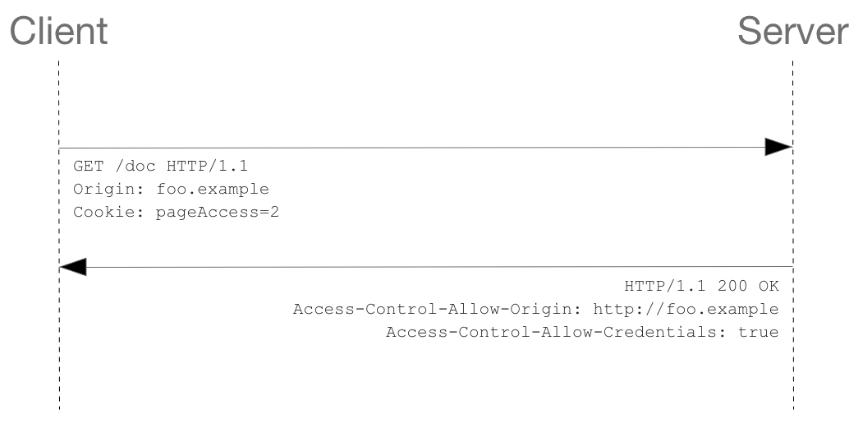 Client
Server
GET /doc HTTP/1.1
Origin: foo.example
Cookie: pageAccess=2
HTTP/1.1 200 OK
Access-Control-Allow-Origin: http://foo.example
Access-Control-Allow-Credentials: true